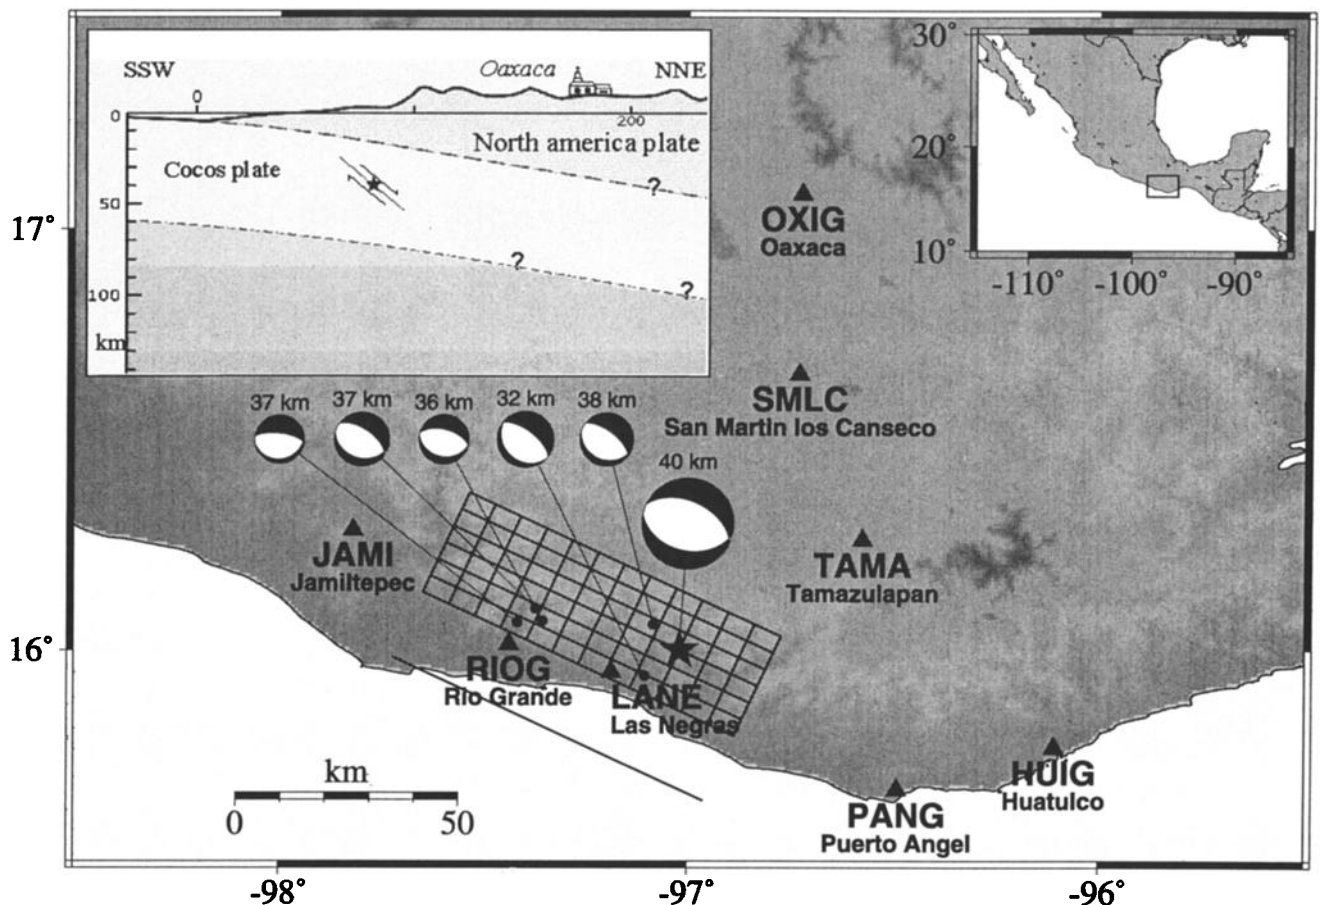 SSW
Oaxaca
NNE
0
0
200
North america plate
Cocos plate
?
50
?
?
100
km
30°
20°
10°
-110°
-100°
-90°
17°
16°
OXIG
Oaxaca
SMLC
San Martin los Canseco
37 km
37 km
36 km
32 km
38 km
40 km
JAMI
Jamiltepec
TAMA
Tamazulapan
RIOG
Rio Grande
LANE
Las Negras
HUIG
Huatulco
PANG
Puerto Angel
km
0
50
-98°
-97°
-96°